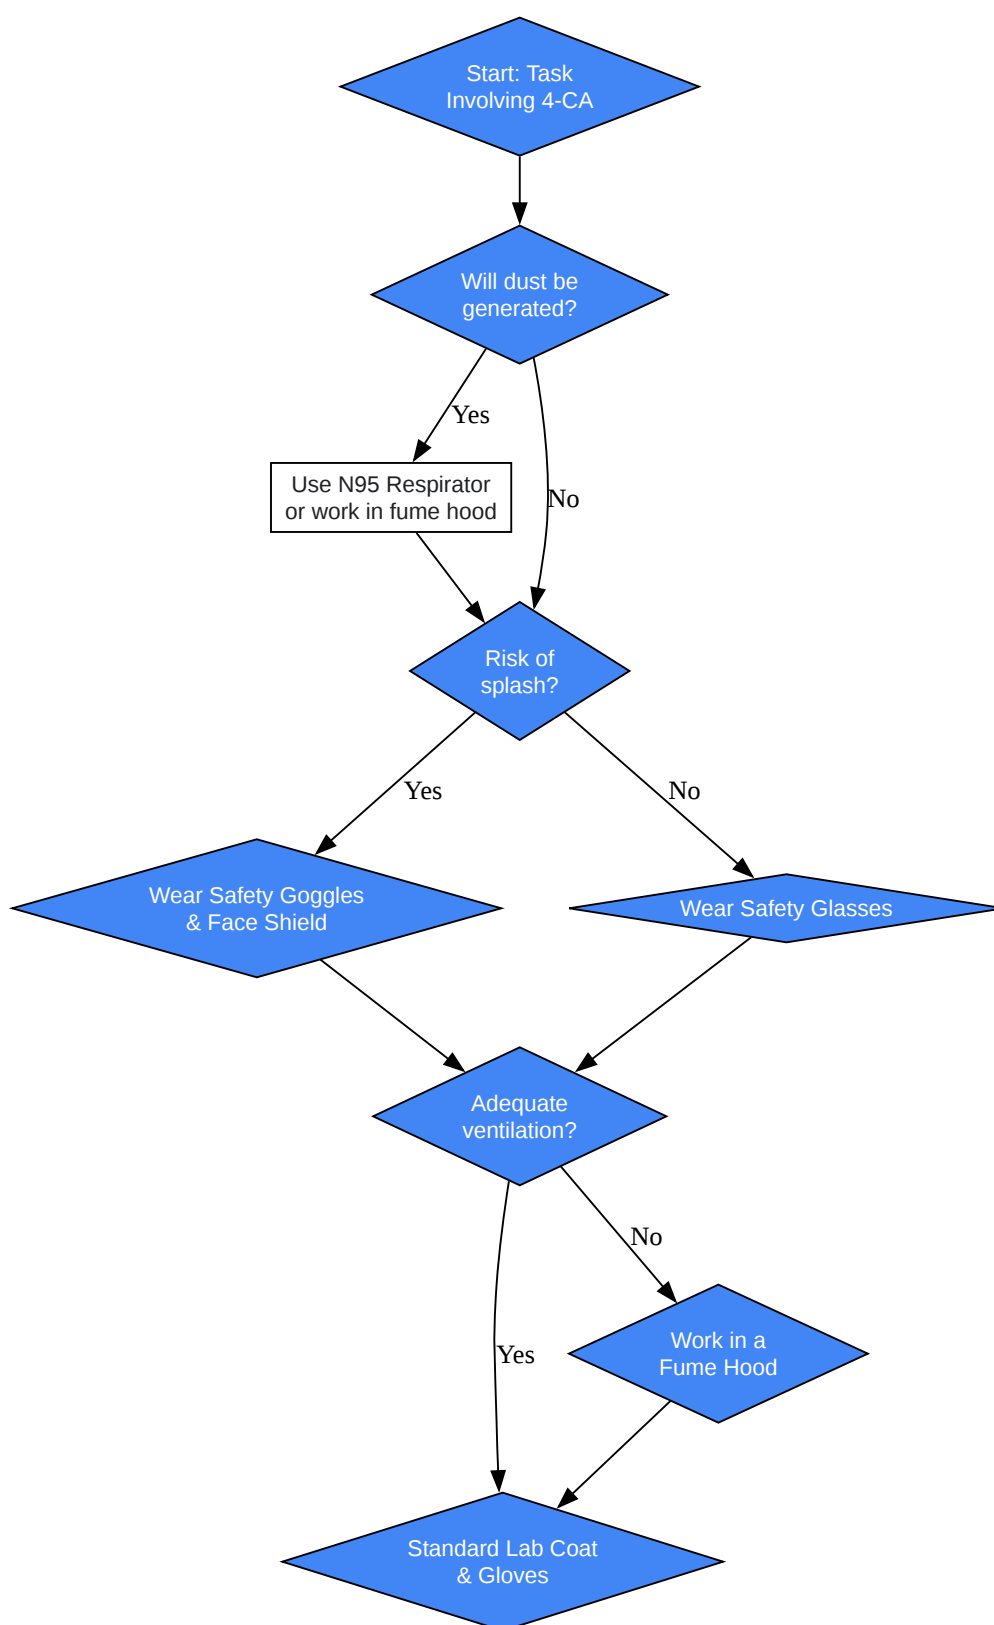 Start: Task
Involving 4-CA
Will dust be
generated?
Yes
Use N95 Respirator
or work in fume hood
No
Risk of
splash?
Yes
No
Wear Safety Goggles
& Face Shield
Wear Safety Glasses
Adequate
ventilation?
No
Yes
Work in a
Fume Hood
Standard Lab Coat
& Gloves